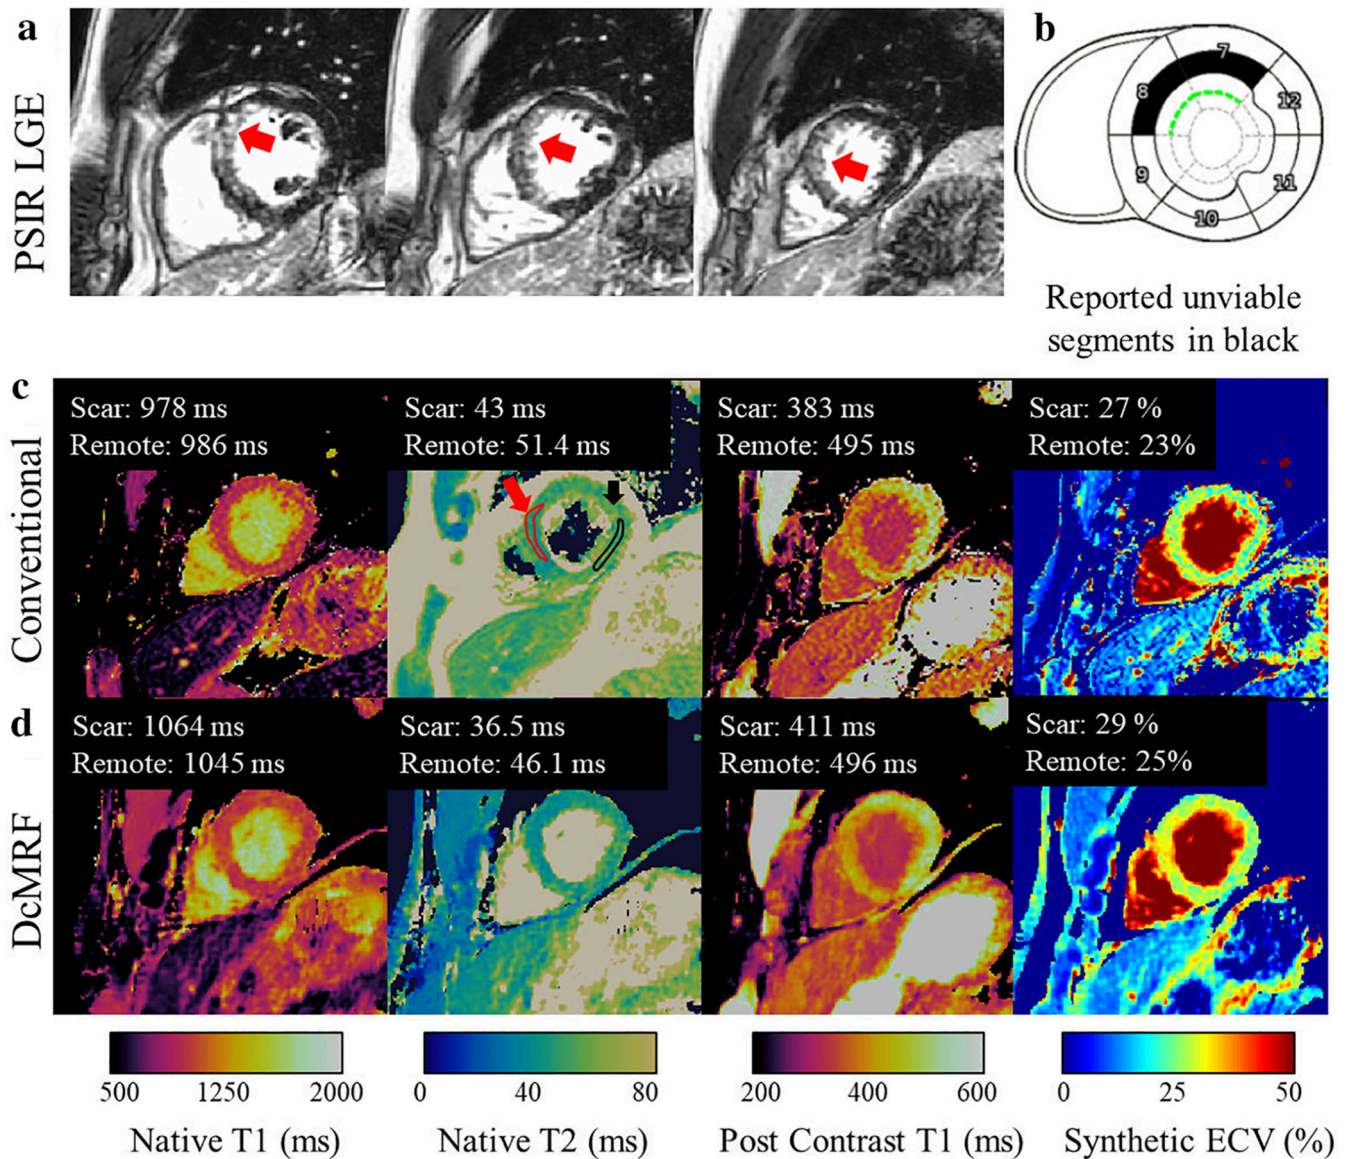 a
PSIR LGE
b
7
8
12
9
11
10
Reported unviable
segments in black
c
Conventional
Scar: 978 ms
Remote: 986 ms
Scar: 43 ms
Remote: 51.4 ms
Scar: 383 ms
Remote: 495 ms
Scar: 27 %
Remote: 23%
d
DcMRF
Scar: 1064 ms
Remote: 1045 ms
Scar: 36.5 ms
Remote: 46.1 ms
Scar: 411 ms
Remote: 496 ms
Scar: 29 %
Remote: 25%
500 1250 2000
Native T1 (ms)
0 40 80
Native T2 (ms)
200 400 600
Post Contrast T1 (ms)
0 25 50
Synthetic ECV (%)